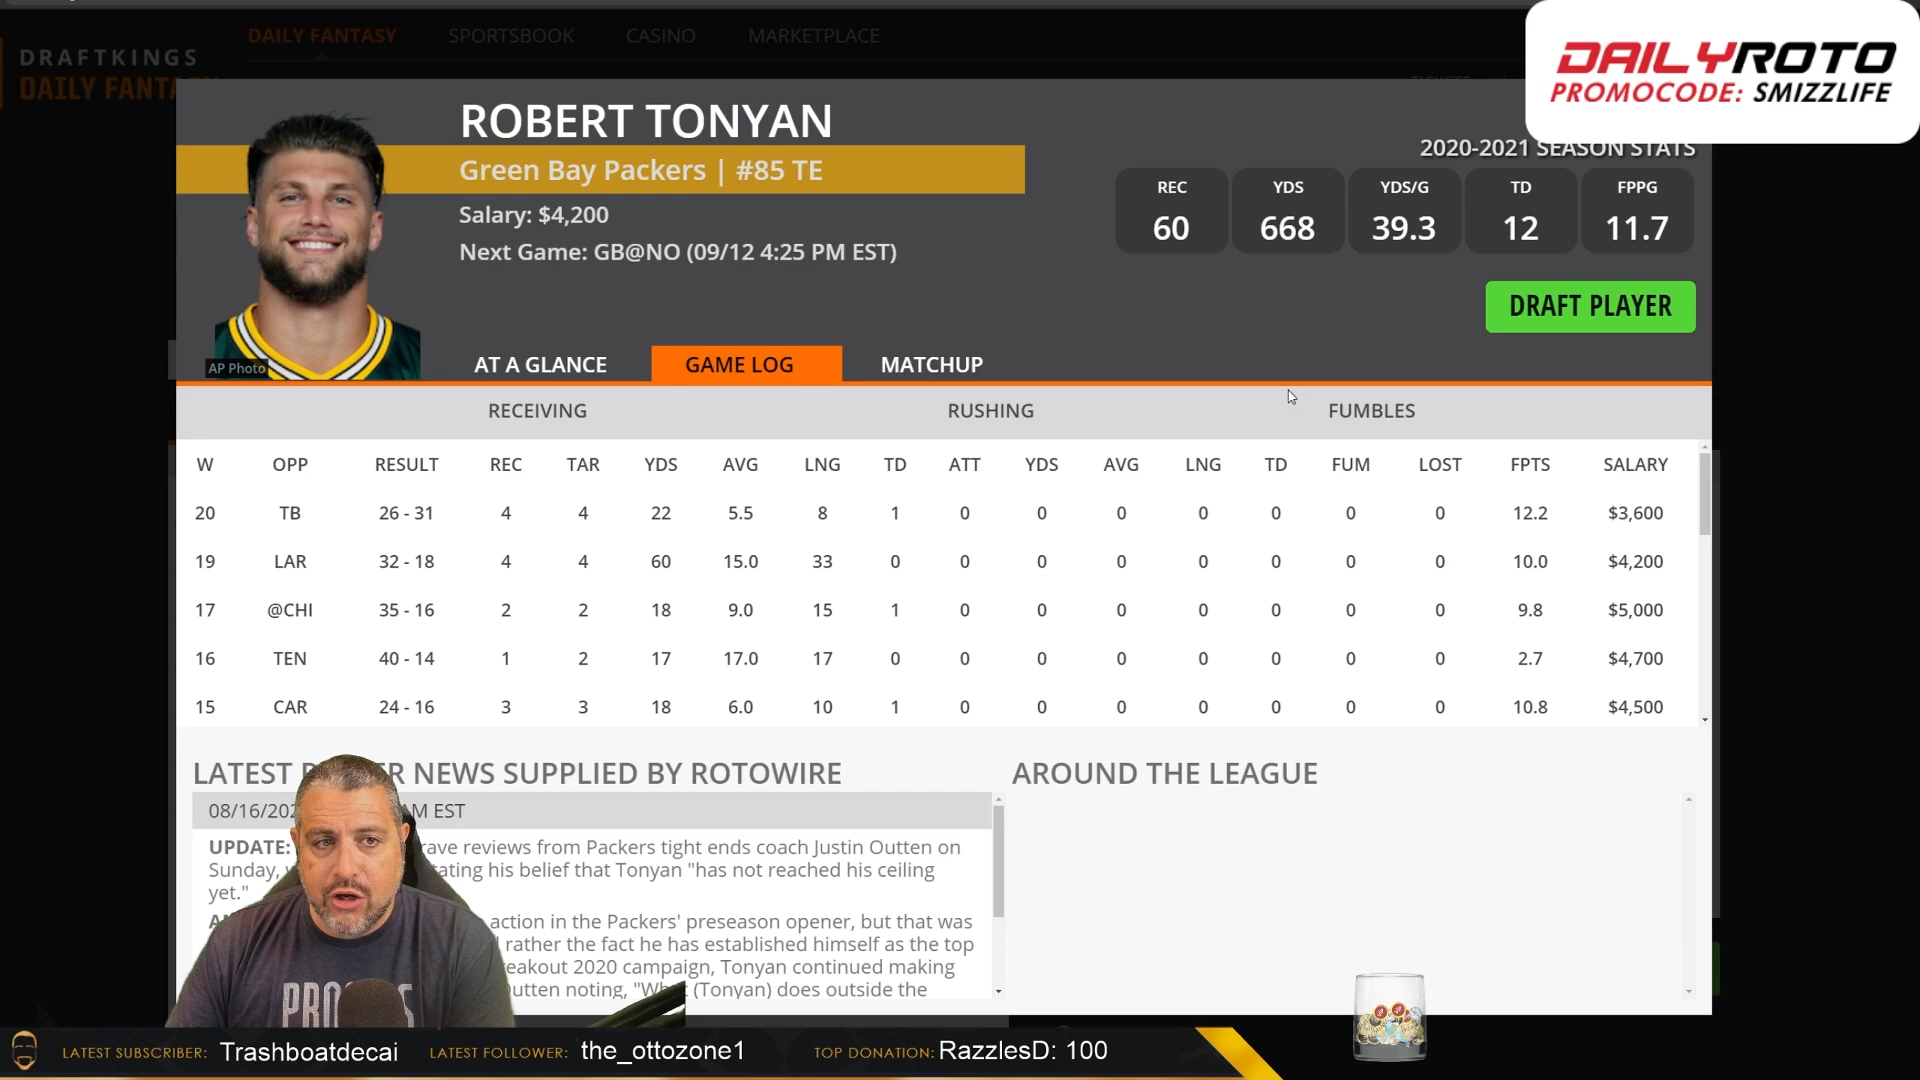 DAILY FANTASY SPORTSBOOK CASINO MARKETPLACE
DRAFTKINGS
DAILY FANTA
DAILYROTO
PROMOCODE: SMIZZLIFE
ROBERT TONYAN
Green Bay Packers | #85 TE
Salary: $4,200
Next Game: GB@NO (09/12 4:25 PM EST)
2020-2021 SEASON STATS
REC YDS YDS/G TD FPPG
60 668 39.3 12 11.7
DRAFT PLAYER
AP Photo
AT A GLANCE GAME LOG MATCHUP
RECEIVING RUSHING FUMBLES
W OPP RESULT REC TAR YDS AVG LNG TD ATT YDS AVG LNG TD FUM LOST FPTS SALARY
20 TB 26 - 31 4 4 22 5.5 8 1 0 0 0 0 0 0 0 12.2 $3,600
19 LAR 32 - 18 4 4 60 15.0 33 0 0 0 0 0 0 0 0 10.0 $4,200
17 @CHI 35 - 16 2 2 18 9.0 15 1 0 0 0 0 0 0 0 9.8 $5,000
16 TEN 40 - 14 1 2 17 17.0 17 0 0 0 0 0 0 0 0 2.7 $4,700
15 CAR 24 - 16 3 3 18 6.0 10 1 0 0 0 0 0 0 0 10.8 $4,500
LATEST P R NEWS SUPPLIED BY ROTOWIRE
AROUND THE LEAGUE
08/16/202 AM EST
UPDATE: rave reviews from Packers tight ends coach Justin Outten on
Sunday, ating his belief that Tonyan "has not reached his ceiling
yet."
action in the Packers' preseason opener, but that was
rather the fact he has established himself as the top
eakout 2020 campaign, Tonyan continued making
utten noting, "Wh (Tonyan) does outside the
LATEST SUBSCRIBER: Trashboatdecai LATEST FOLLOWER: the_ottozone1 TOP DONATION: RazzlesD: 100